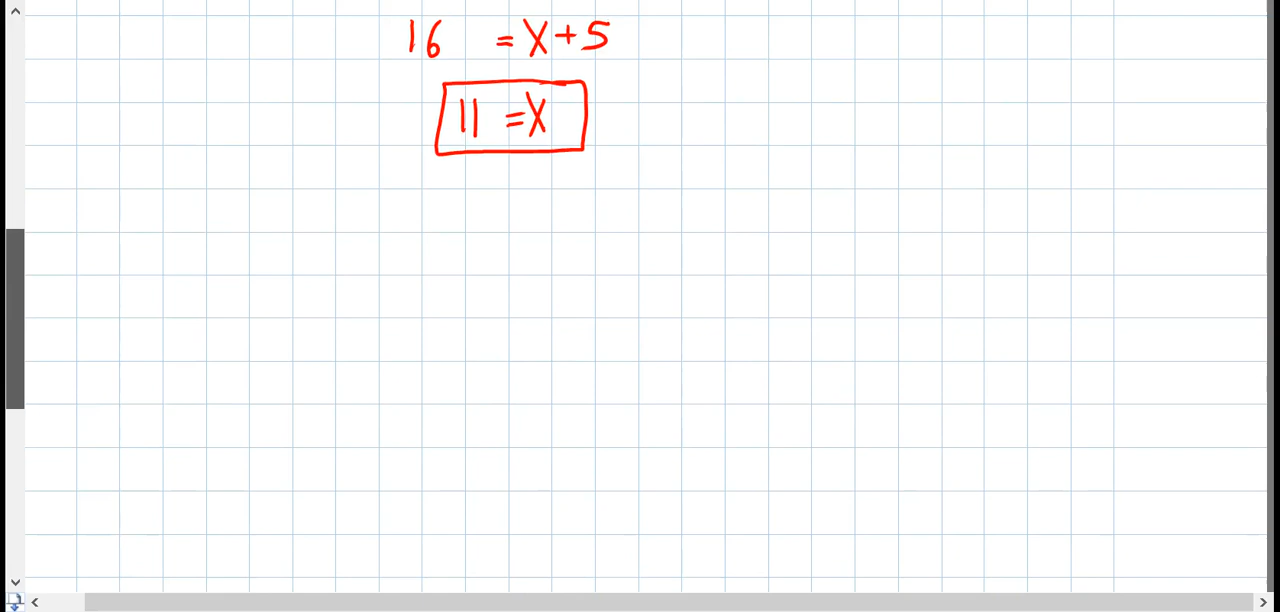 16 = X + 5
11 = X